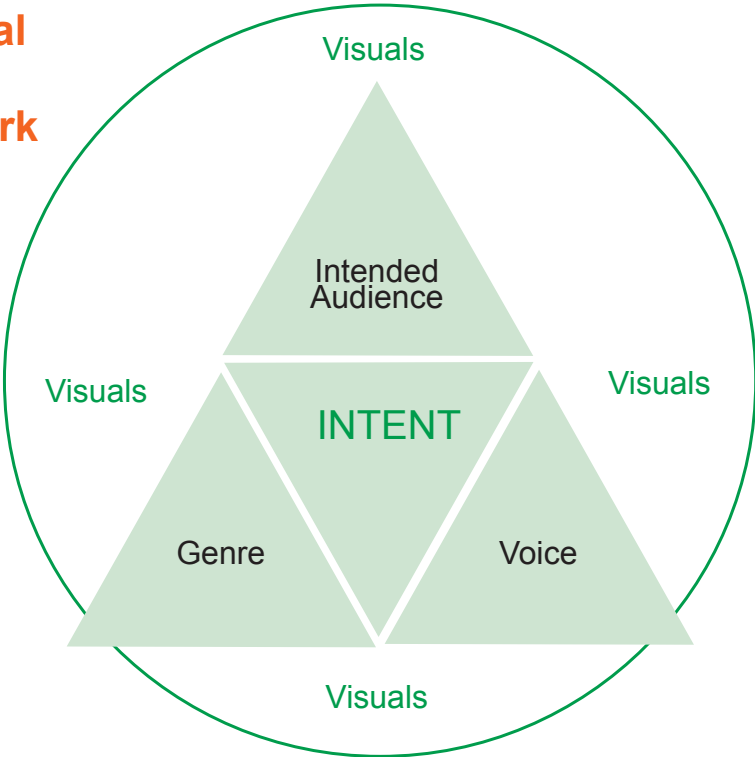 al
rk
Visuals
Intended
Audience
Visuals
Visuals
INTENT
Genre
Voice
Visuals